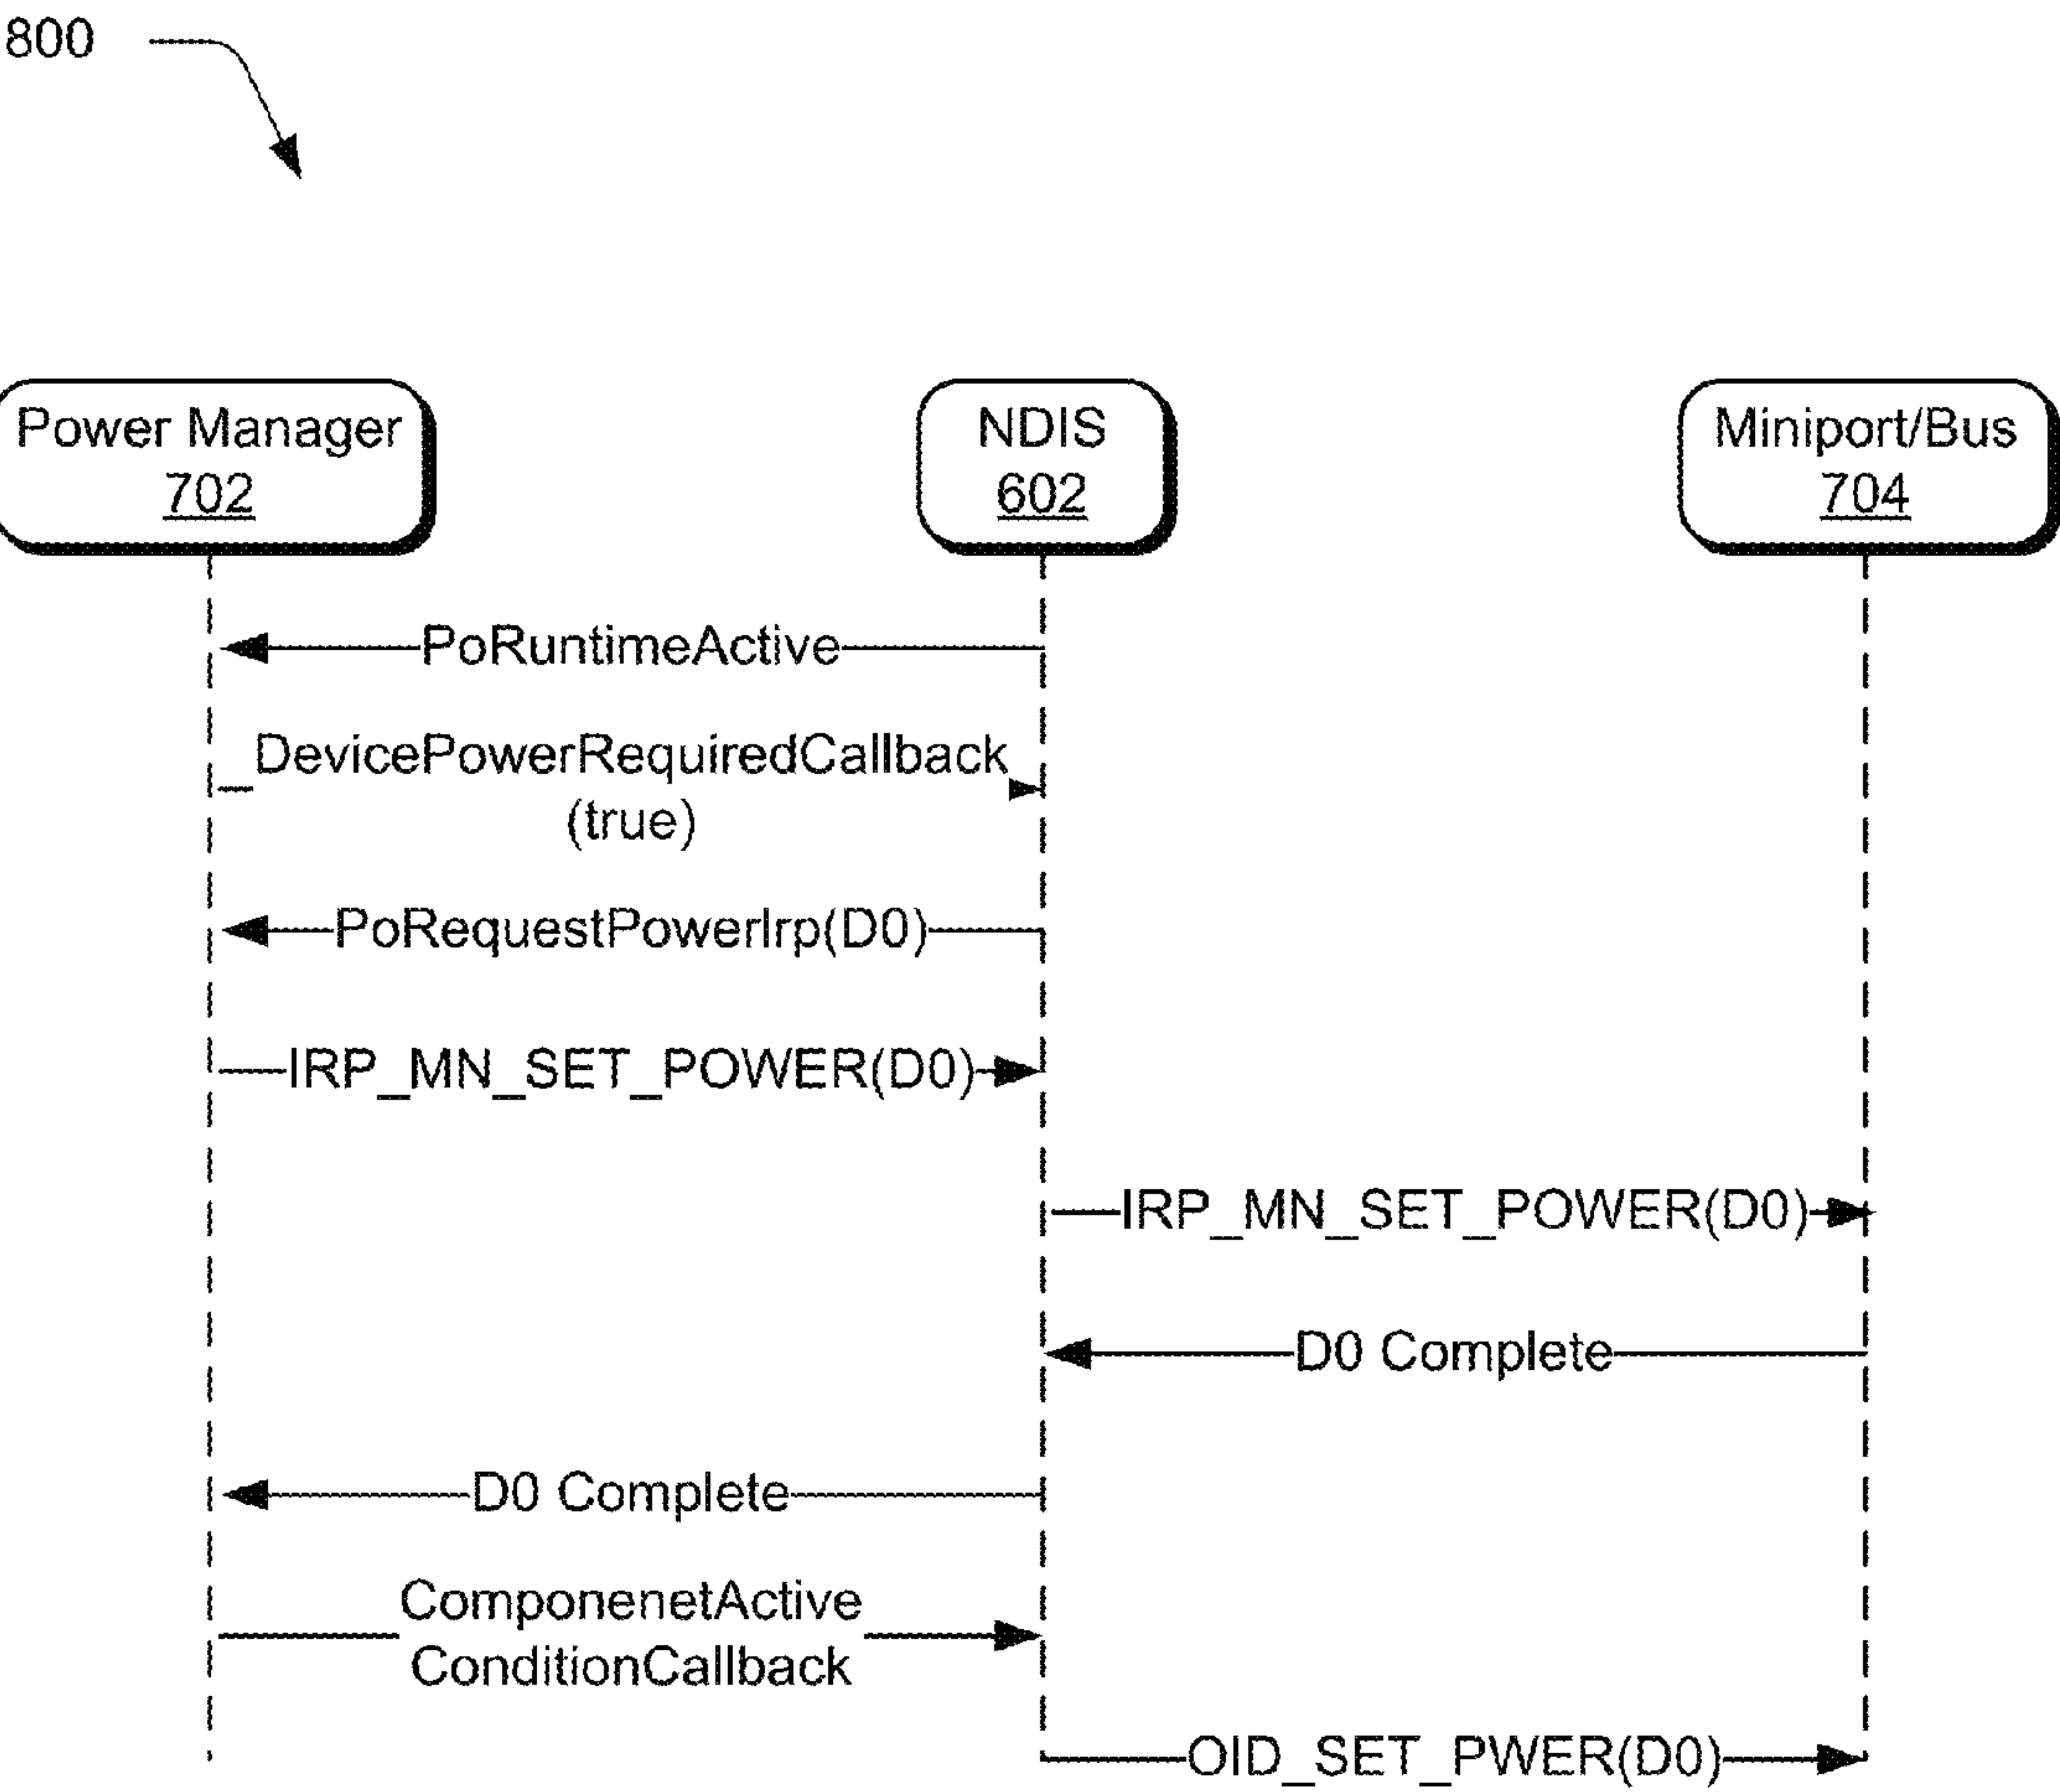 800
Power Manager
702
NDIS
602
Miniport/Bus
704
PoRuntimeActive
DevicePowerRequiredCallback
(true)
PoRequestPowerIrp(D0)
IRP_MN_SET_POWER(D0)
IRP_MN_SET_POWER(D0)
D0 Complete
D0 Complete
ComponenetActive
ConditionCallback
OID_SET_PWER(D0)